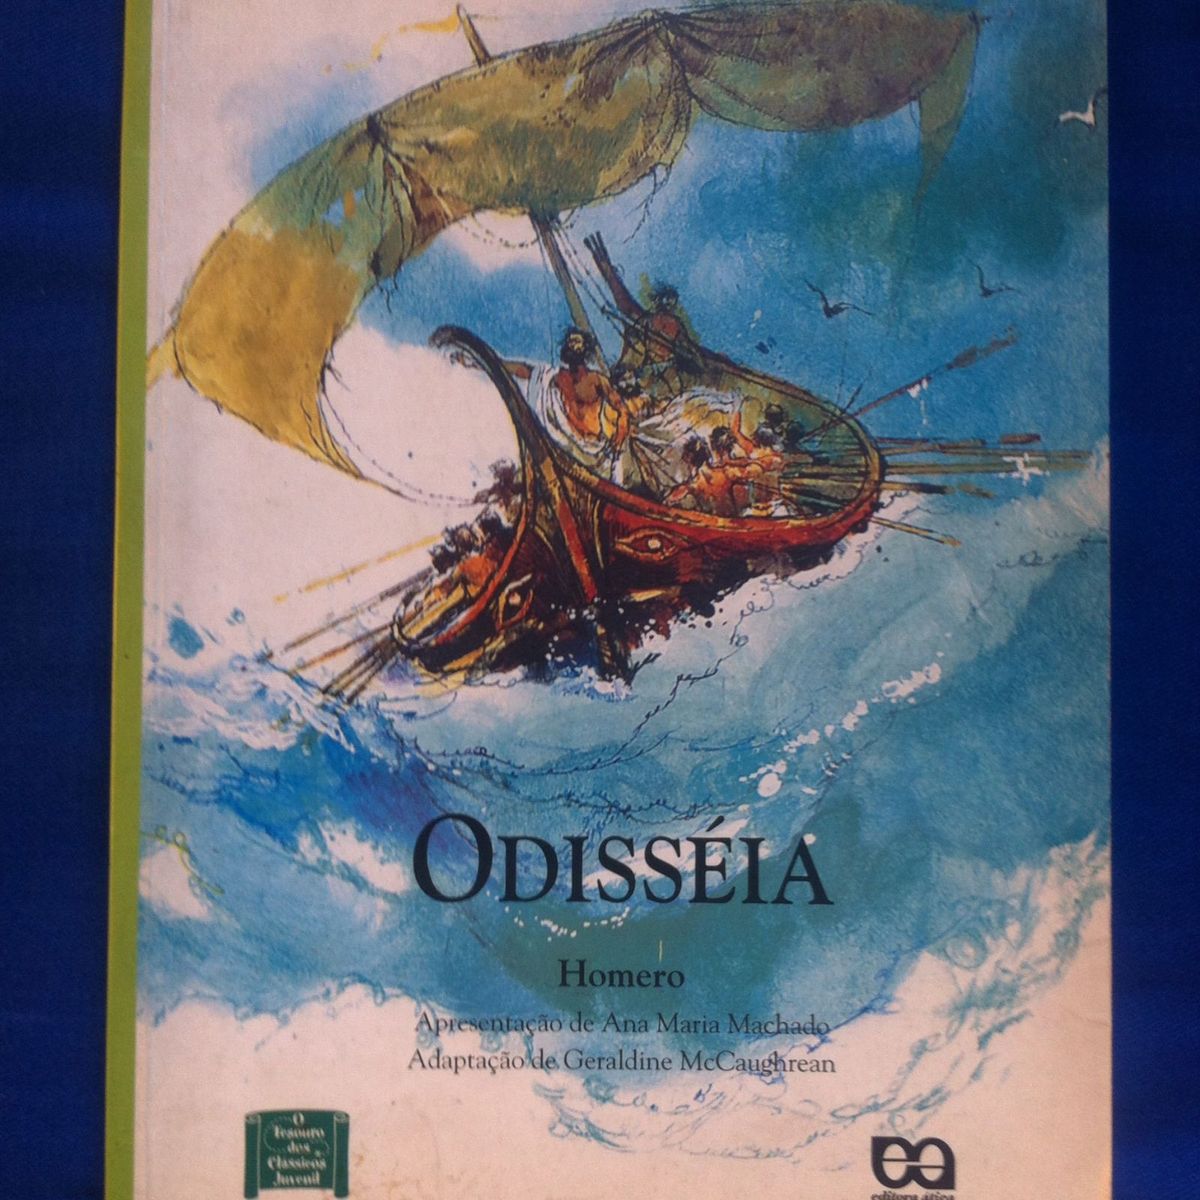 ODISSÉIA
Homero
Apresentação de Ana Maria Machado
Adaptação de Geraldine McCaughrean
O
Tesouro
dos
Clássicos
Juvenil
editora ática